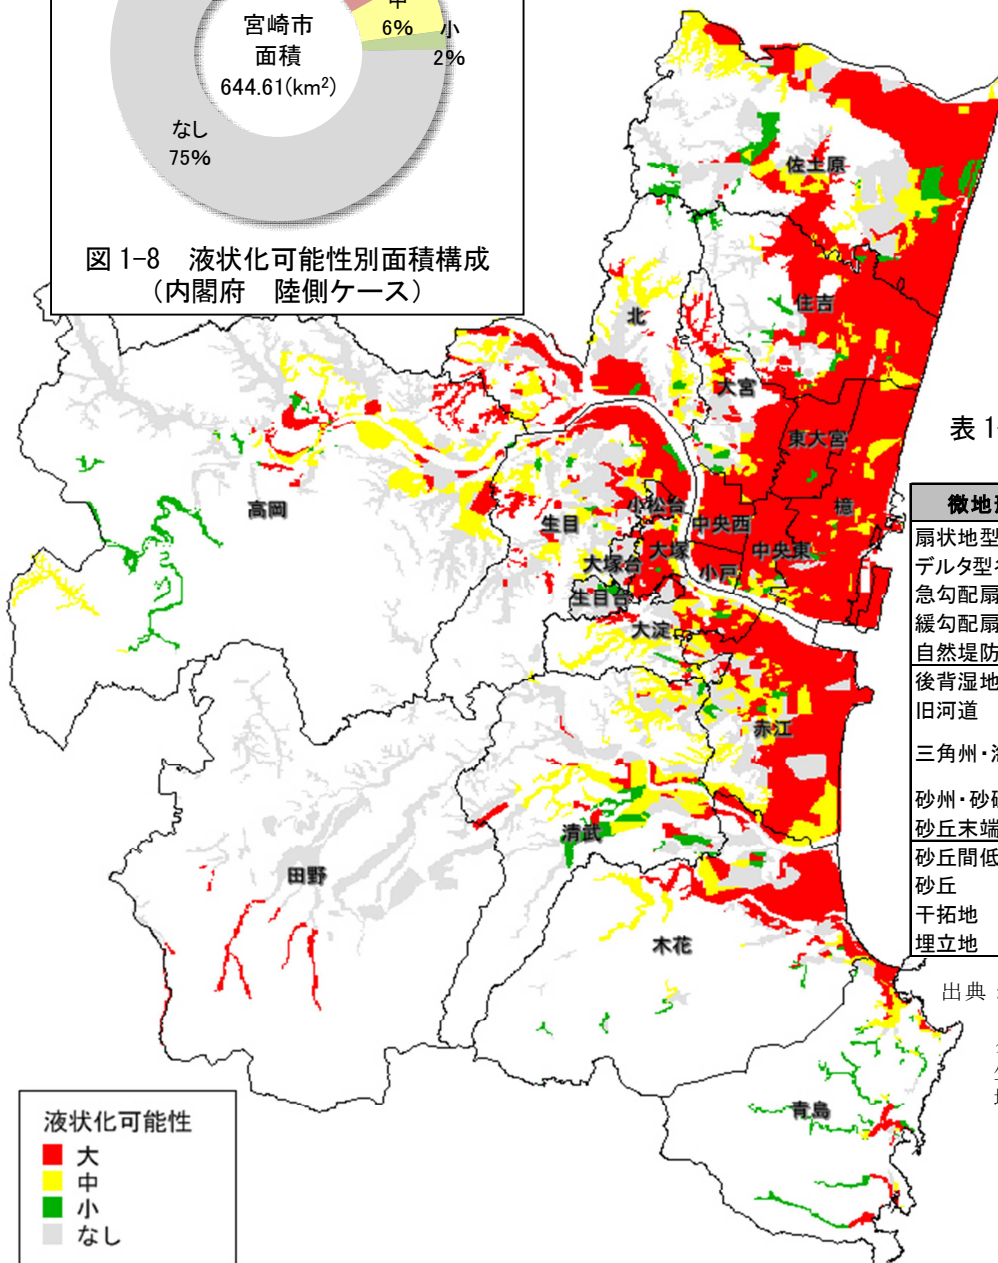 中
6%
小
2%
宮崎市
面積
644.61(km²)
なし
75%
図 1-8　液状化可能性別面積構成
（内閣府　陸側ケース）
佐土原
住吉
北
大宮
東大宮
表 1
高岡
生目
小松台
中央西
檍
大塚
中央東
大塚台
小戸
生目台
大淀
赤江
清武
田野
木花
青島
微地
扇状地型
デルタ型
急勾配扇
緩勾配扇
自然堤防
後背湿地
旧河道
三角州・
砂州・砂
砂丘末端
砂丘間低
砂丘
干拓地
埋立地
出典
液状化可能性
大
中
小
なし